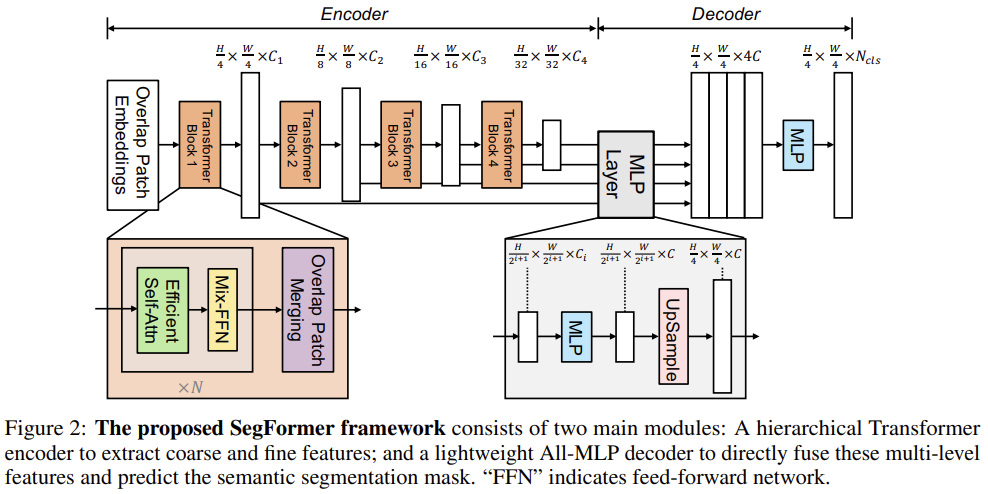 Encoder
Decoder
H/4 × W/4 ×C₁
H/8 × W/8 ×C₂
H/16 × W/16 ×C₃
H/32 × W/32 ×C₄
H/4 × W/4 ×4C
H/4 × W/4 ×N_cls
Overlap Patch
Embeddings
Transformer
Block 1
Transformer
Block 2
Transformer
Block 3
Transformer
Block 4
MLP
Layer
MLP
Efficient
Self-Attn
Mix-FFN
×N
Overlap Patch
Merging
H/2^{i+1} × W/2^{i+1} ×C_i
H/2^{i+1} × W/2^{i+1} ×C
H/4 × W/4 ×C
MLP
UpSample
Figure 2: The proposed SegFormer framework consists of two main modules: A hierarchical Transformer
encoder to extract coarse and fine features; and a lightweight All-MLP decoder to directly fuse these multi-level
features and predict the semantic segmentation mask. “FFN” indicates feed-forward network.